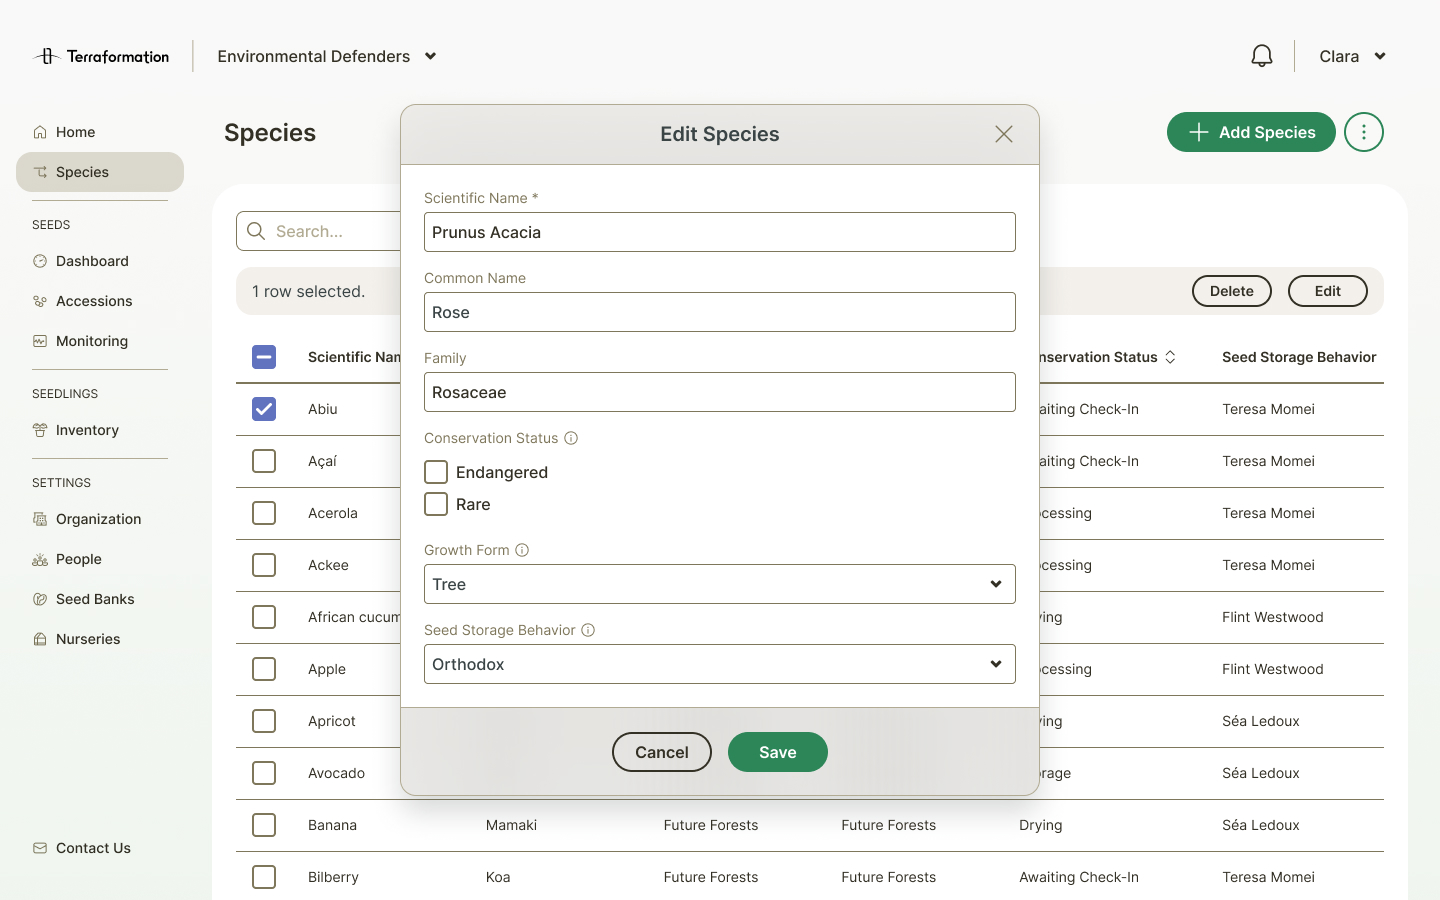 Terraformation
Environmental Defenders
Clara
Home
Species
SEEDS
Dashboard
Accessions
Monitoring
SEEDLINGS
Inventory
SETTINGS
Organization
People
Seed Banks
Nurseries
Contact Us
Species
Add Species
Search...
1 row selected.
Delete
Edit
Scientific Nan
nservation Status
Seed Storage Behavior
Abiu
aiting Check-In
Teresa Momei
Açaí
aiting Check-In
Teresa Momei
Acerola
cessing
Teresa Momei
Ackee
cessing
Teresa Momei
African cucum
ing
Flint Westwood
Apple
cessing
Flint Westwood
Apricot
ing
Séa Ledoux
Avocado
rage
Séa Ledoux
Banana
Mamaki
Future Forests
Future Forests
Drying
Séa Ledoux
Bilberry
Koa
Future Forests
Future Forests
Awaiting Check-In
Teresa Momei
Edit Species
Scientific Name *
Prunus Acacia
Common Name
Rose
Family
Rosaceae
Conservation Status
Endangered
Rare
Growth Form
Tree
Seed Storage Behavior
Orthodox
Cancel
Save